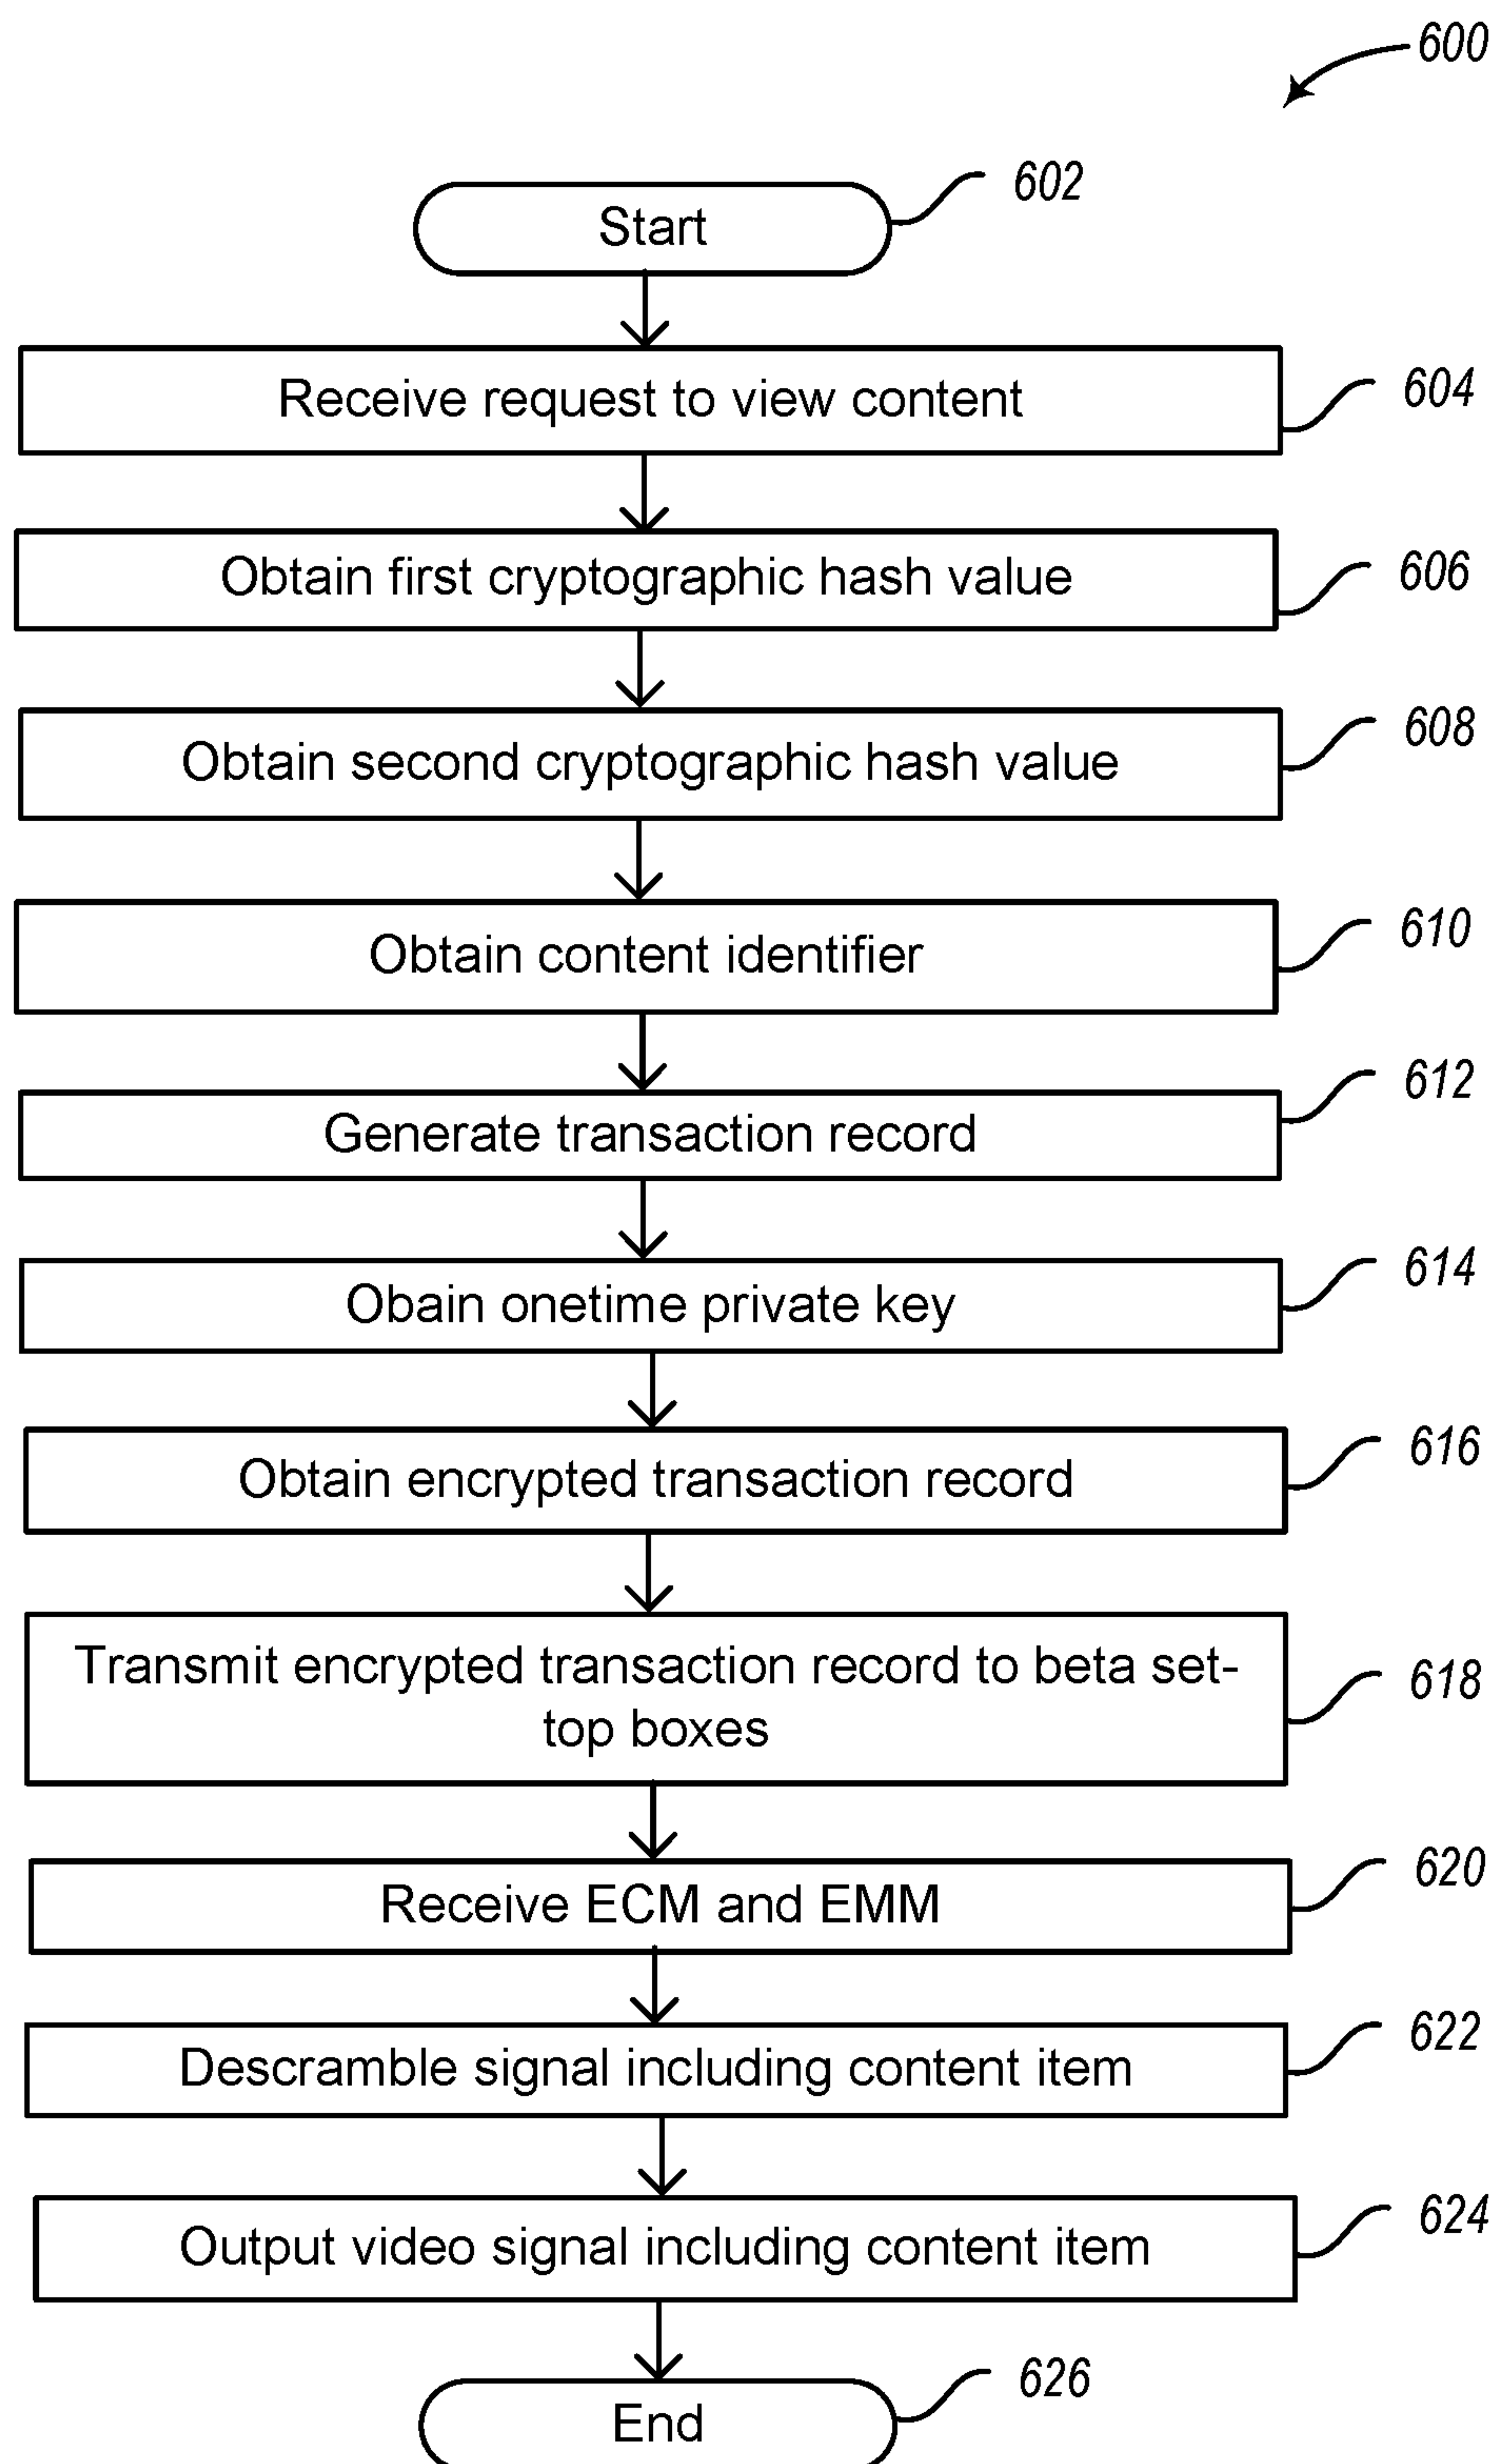 600
Start
602
Receive request to view content
604
Obtain first cryptographic hash value
606
Obtain second cryptographic hash value
608
Obtain content identifier
610
Generate transaction record
612
Obain onetime private key
614
Obtain encrypted transaction record
616
Transmit encrypted transaction record to beta set-
top boxes
618
Receive ECM and EMM
620
Descramble signal including content item
622
Output video signal including content item
624
End
626